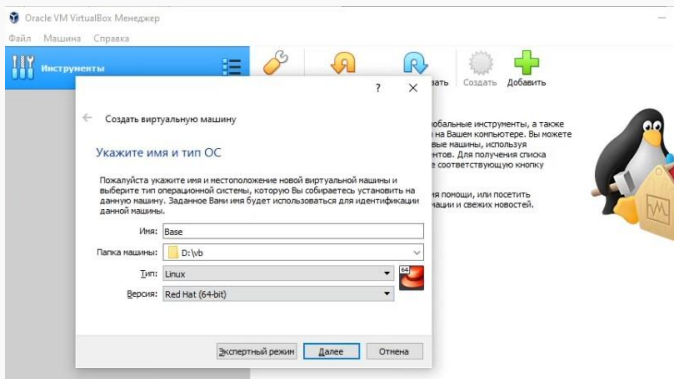 Oracle VM VirtualBox Менеджер
Файл Машина Справка
Инструменты
вать Создать Добавить
? ×
Создать виртуальную машину
Укажите имя и тип ОС
Пожалуйста укажите имя и местоположение новой виртуальной машины и
выберите тип операционной системы, которую Вы собираетесь установить на
данную машину. Заданное Вами имя будет использоваться для идентификации
данной машины.
Имя: Base
Папка машины: D:\vb
Тип: Linux
64
Версия: Red Hat (64-bit)
Экспертный режим Далее Отмена
обальные инструменты, а также
на Вашем компьютере. Вы можете
вые машины, используя
нтов. Для получения списка
е соответствующую кнопку
ия помощи, или посетить
ации и свежих новостей.